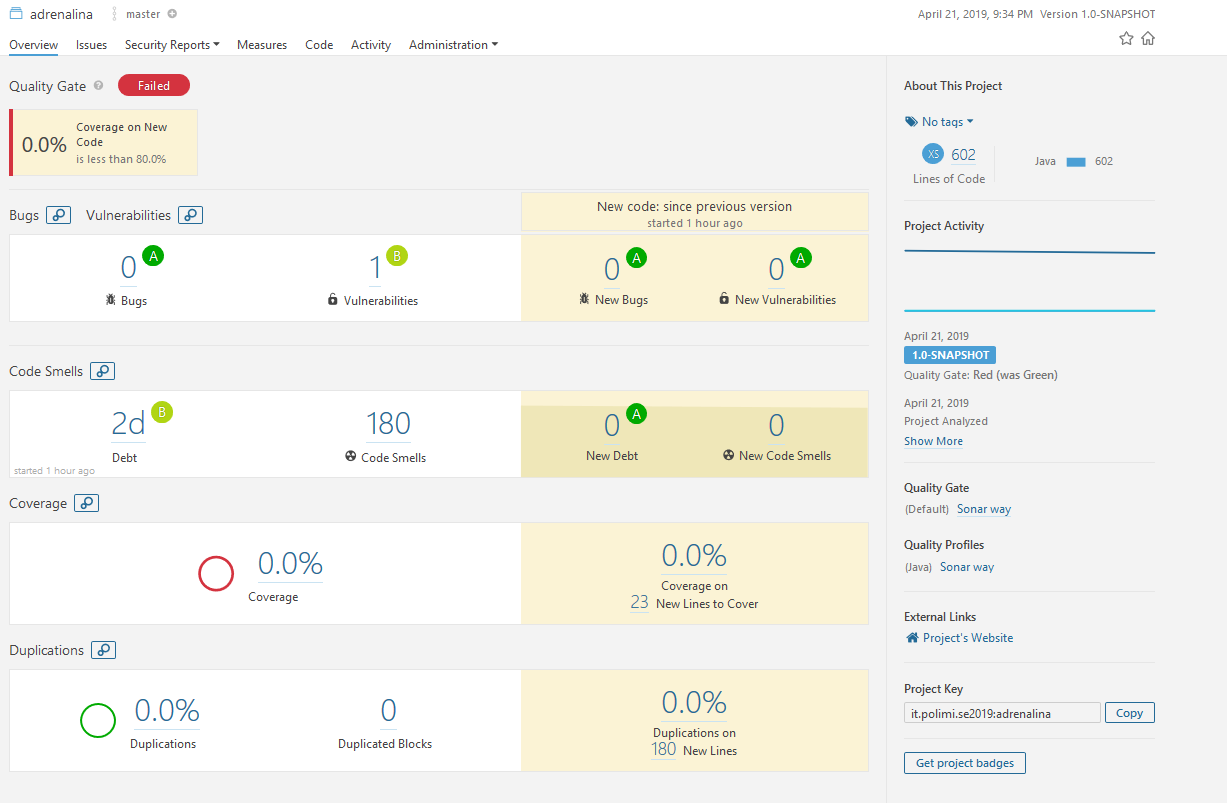 adrenalina master
April 21, 2019, 9:34 PM Version 1.0-SNAPSHOT
Overview Issues Security Reports Measures Code Activity Administration
Quality Gate ? Failed
0.0% Coverage on New
Code
is less than 80.0%
Bugs Vulnerabilities
New code: since previous version
started 1 hour ago
0 A
Bugs
1 B
Vulnerabilities
0 A
New Bugs
0 A
New Vulnerabilities
Code Smells
2d B
Debt
started 1 hour ago
180
Code Smells
0 A
New Debt
0
New Code Smells
Coverage
0.0%
Coverage
0.0%
Coverage on
23 New Lines to Cover
Duplications
0.0%
Duplications
0
Duplicated Blocks
0.0%
Duplications on
180 New Lines
About This Project
No tags
XS 602
Lines of Code
Java 602
Project Activity
April 21, 2019
1.0-SNAPSHOT
Quality Gate: Red (was Green)
April 21, 2019
Project Analyzed
Show More
Quality Gate
(Default) Sonar way
Quality Profiles
(Java) Sonar way
External Links
Project's Website
Project Key
it.polimi.se2019:adrenalina Copy
Get project badges